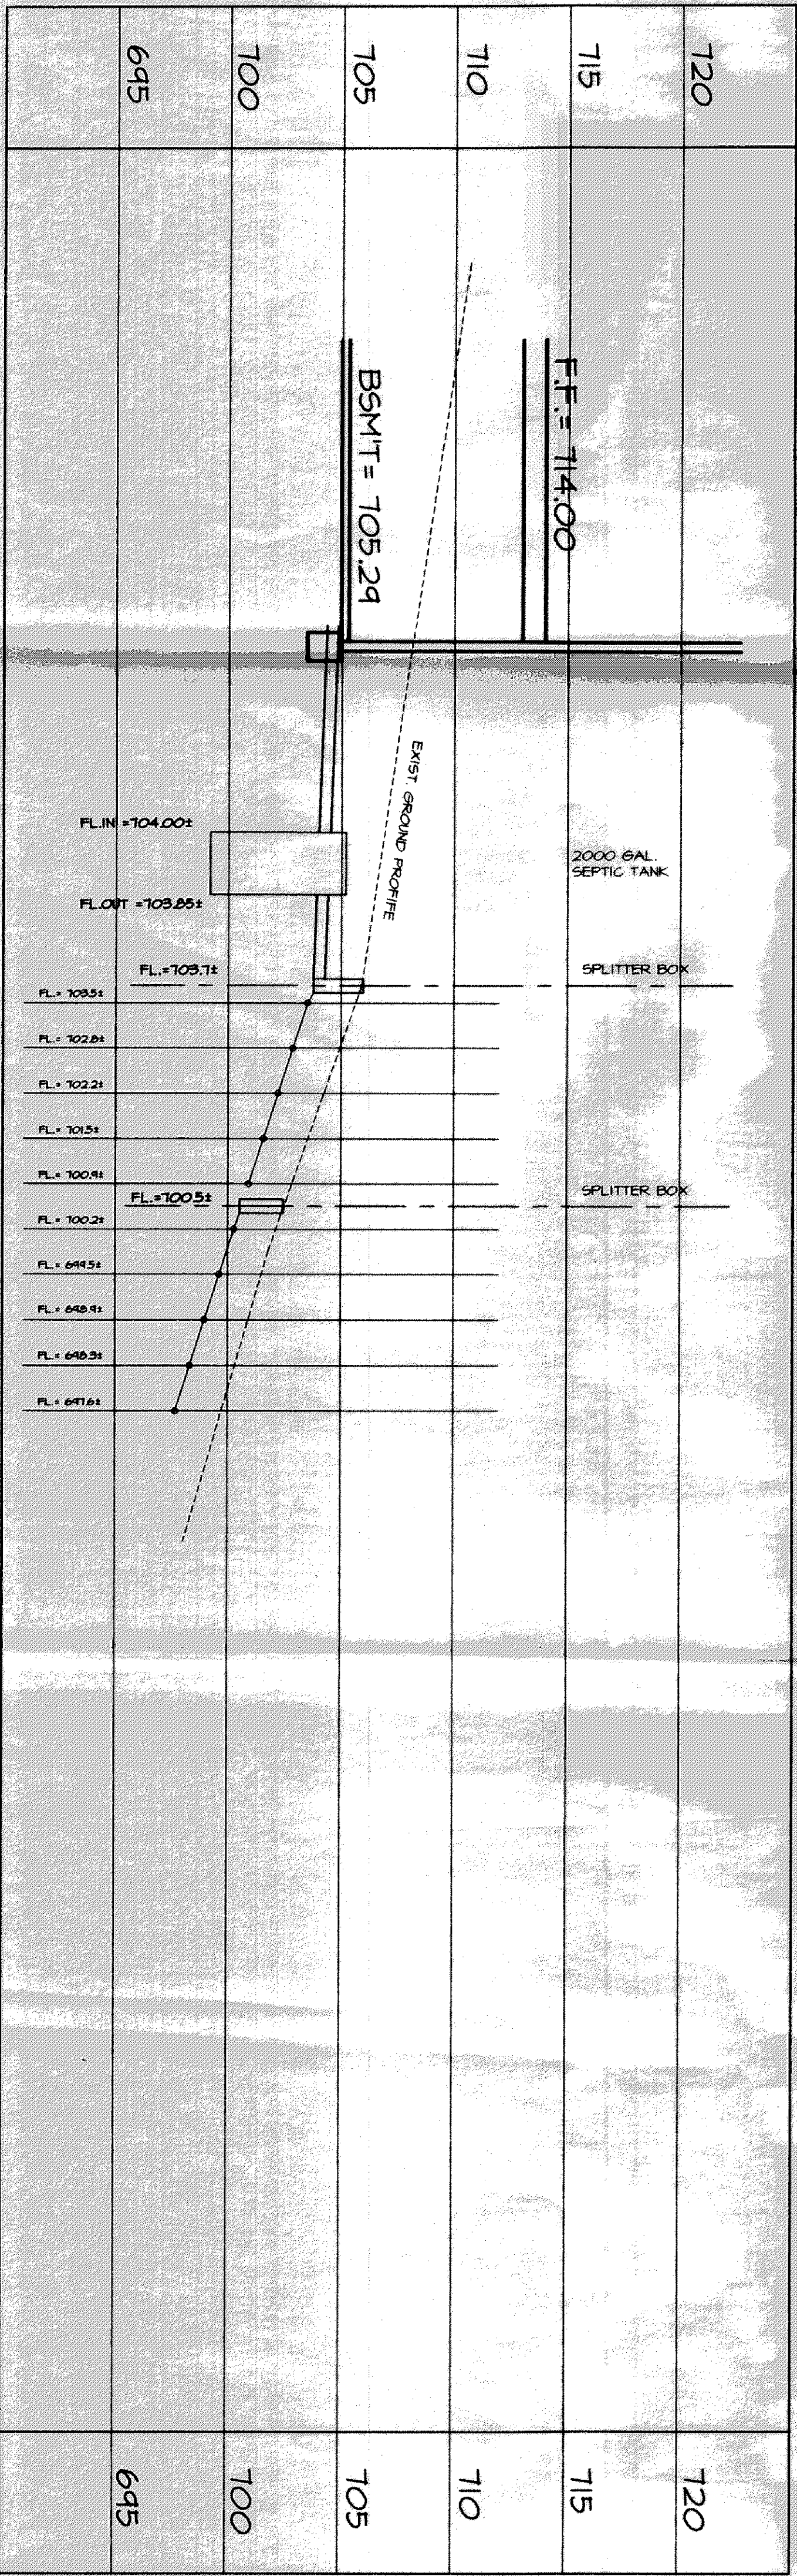 695
700
705
710
715
720
F.F. = 714.00
BSM'T = 705.29
EXIST. GROUND PROFIFE
FL.IN =704.00±
2000 GAL.
SEPTIC TANK
FL.OUT =703.85±
FL.=703.7±
SPLITTER BOX
FL.= 703.5±
FL.= 702.8±
FL.= 702.2±
FL.= 701.5±
FL.= 700.9±
FL.=700.5±
SPLITTER BOX
FL.= 700.2±
FL.= 699.5±
FL.= 698.9±
FL.= 698.3±
FL.= 697.6±
695
700
705
710
715
720